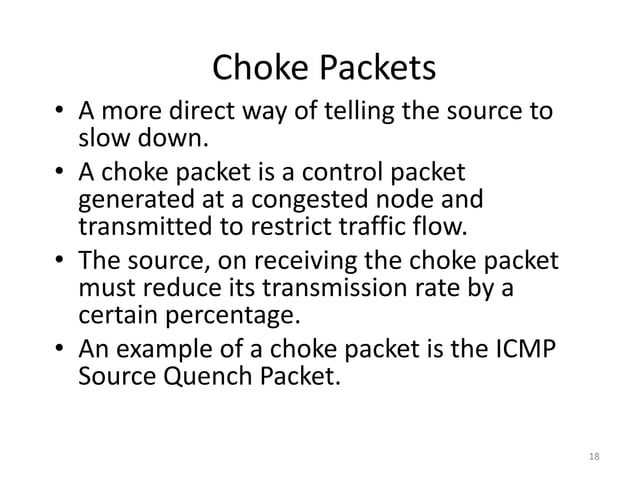 Choke Packets
• A more direct way of telling the source to
slow down.
• A choke packet is a control packet
generated at a congested node and
transmitted to restrict traffic flow.
• The source, on receiving the choke packet
must reduce its transmission rate by a
certain percentage.
• An example of a choke packet is the ICMP
Source Quench Packet.
18